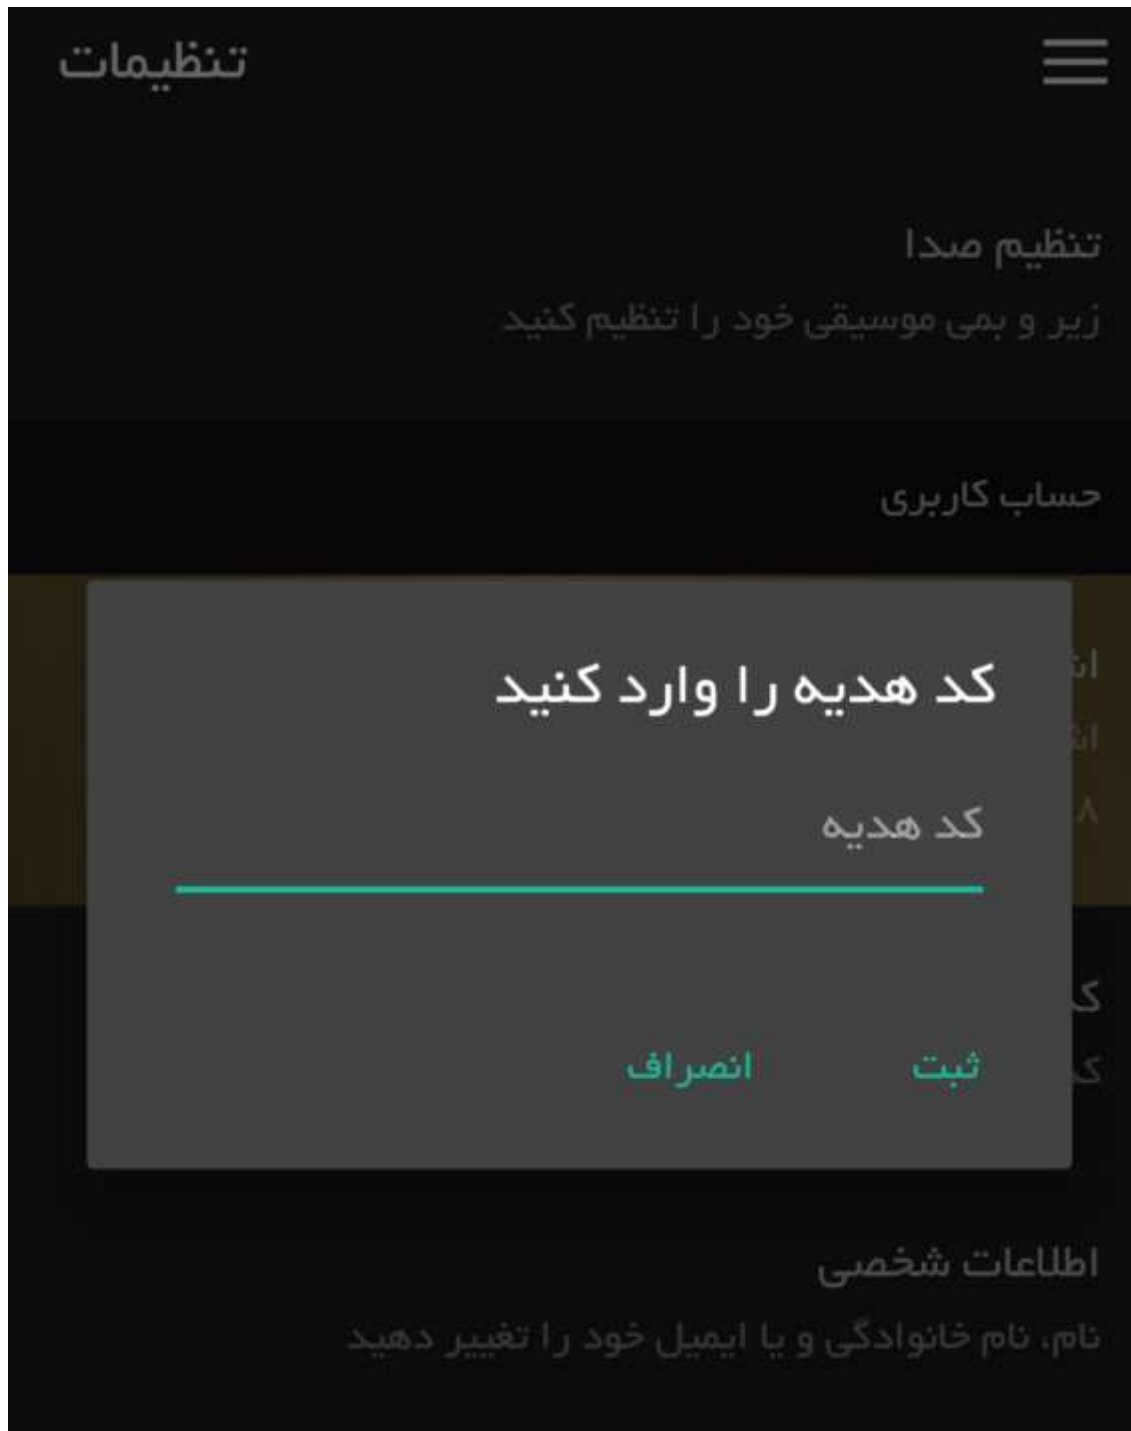 تنظیمات
تنظیم صدا
زیر و بمی موسیقی خود را تنظیم کنید
حساب کاربری
کد هدیه را وارد کنید
کد هدیه
ثبت
انصراف
اطلاعات شخصی
نام، نام خانوادگی و یا ایمیل خود را تغییر دهید